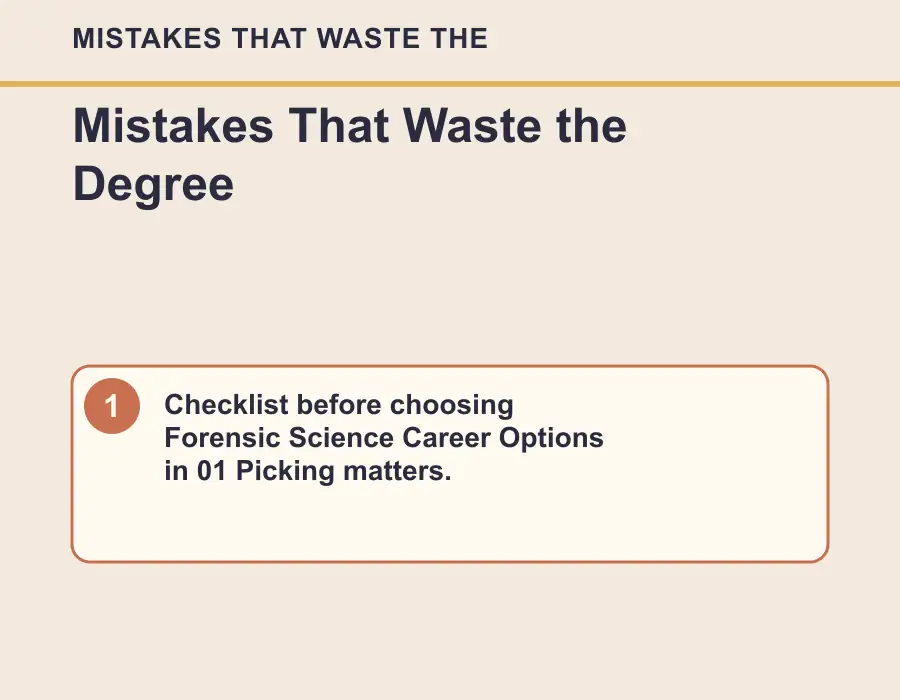 MISTAKES THAT WASTE THE
Mistakes That Waste the
Degree
1
Checklist before choosing
Forensic Science Career Options
in 01 Picking matters.